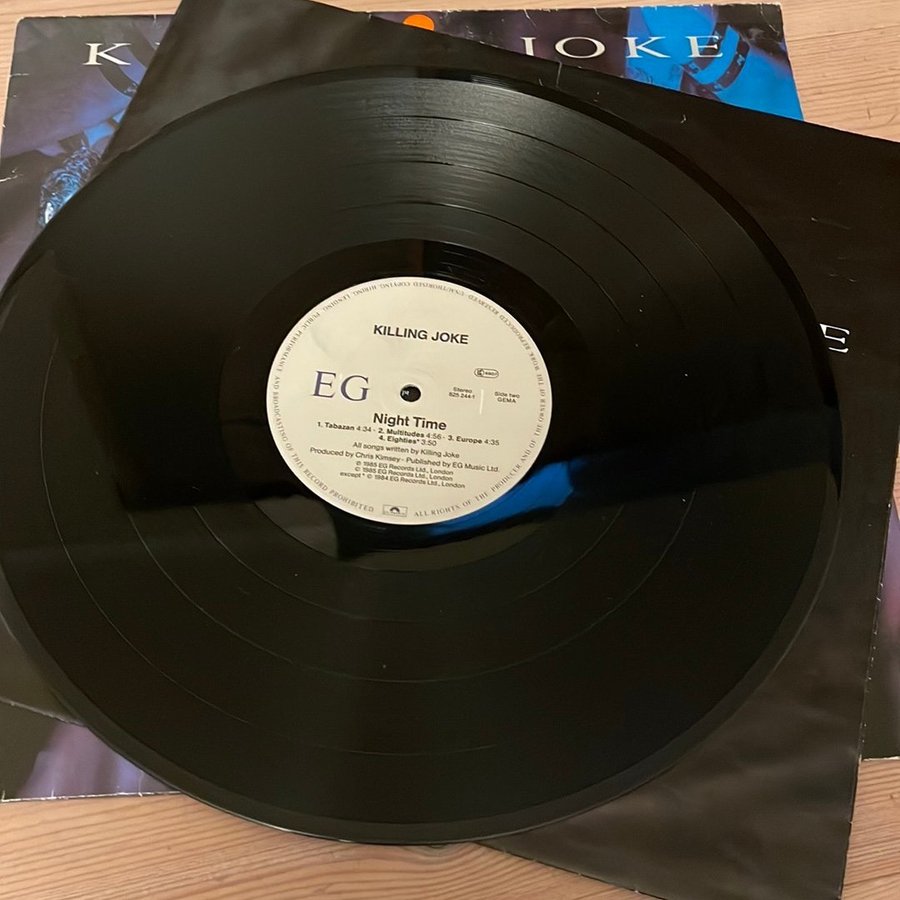 K JOKE
E
KILLING JOKE
EG
Stereo
825 244-1
Side two
GEMA
Night Time
1. Tabazan 4:34 · 2. Multitudes 4:56 · 3. Europe 4:35
4. Eighties* 3:50
All songs written by Killing Joke
Produced by Chris Kimsey · Published by EG Music Ltd.
℗ 1985 EG Records Ltd., London
© 1985 EG Records Ltd., London
except * ℗ 1984 EG Records Ltd., London
ALL RIGHTS OF THE PRODUCER AND OF THE OWNER OF THE WORK REPRODUCED RESERVED. UNAUTHORISED COPYING, HIRING, LENDING, PUBLIC PERFORMANCE AND BROADCASTING OF THIS RECORD PROHIBITED